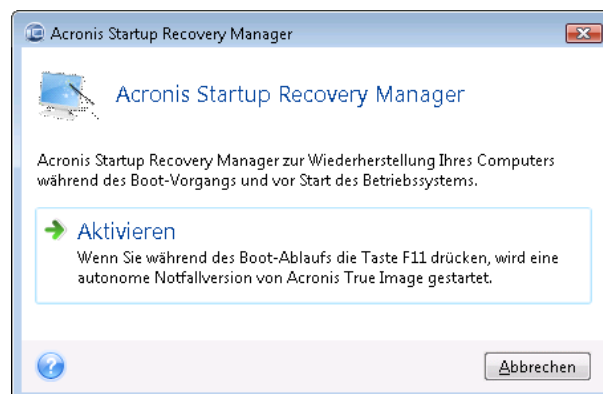 Acronis Startup Recovery Manager
Acronis Startup Recovery Manager
Acronis Startup Recovery Manager zur Wiederherstellung Ihres Computers
während des Boot-Vorgangs und vor Start des Betriebssystems.
Aktivieren
Wenn Sie während des Boot-Ablaufs die Taste F11 drücken, wird eine
autonome Notfallversion von Acronis True Image gestartet.
Abbrechen